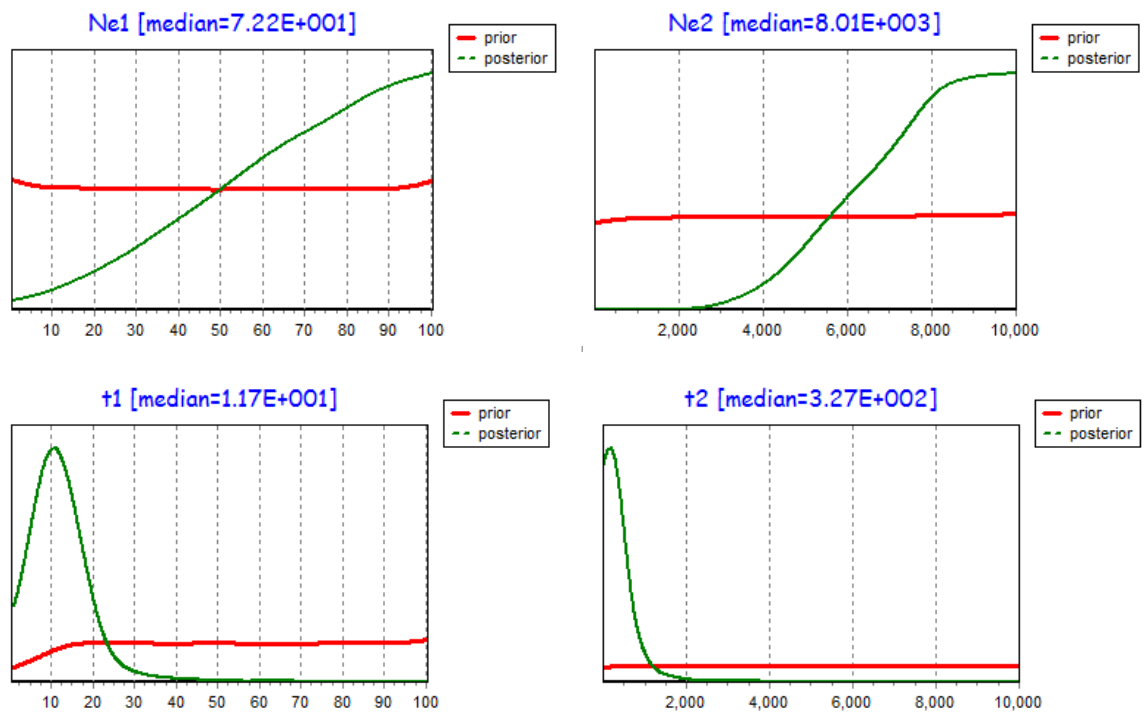 Ne1 [median=7.22E+001]
prior
posterior
10 20 30 40 50 60 70 80 90 100
Ne2 [median=8.01E+003]
prior
posterior
2,000 4,000 6,000 8,000 10,000
t1 [median=1.17E+001]
prior
posterior
10 20 30 40 50 60 70 80 90 100
t2 [median=3.27E+002]
prior
posterior
2,000 4,000 6,000 8,000 10,000